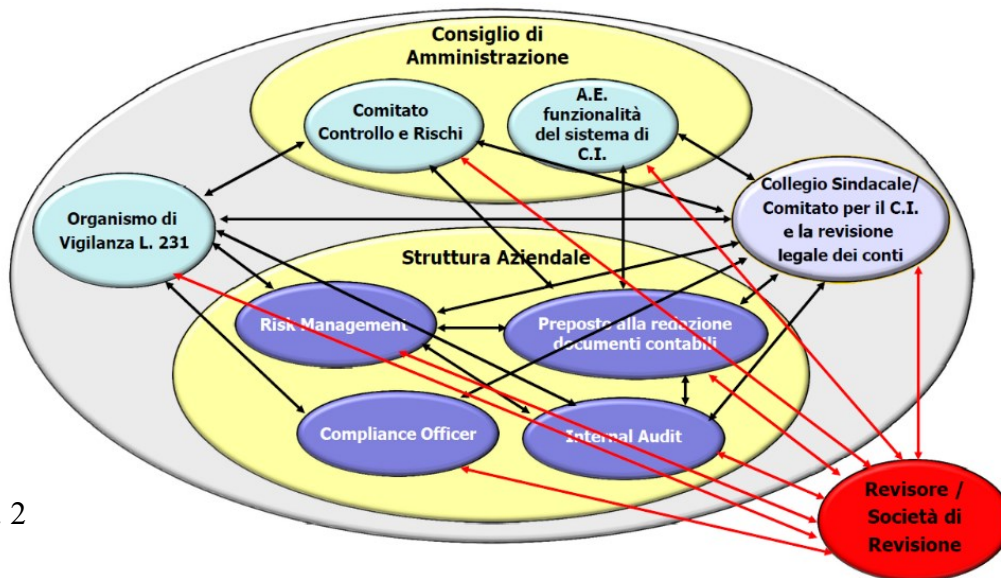 Consiglio di
Amministrazione
Comitato
Controllo e Rischi
A.E.
funzionalità
del sistema di
C.I.
Organismo di
Vigilanza L. 231
Collegio Sindacale/
Comitato per il C.I.
e la revisione
legale dei conti
Struttura Aziendale
Risk Management
Preposto alla redazione
documenti contabili
Compliance Officer
Internal Audit
Revisore /
Società di
Revisione
2